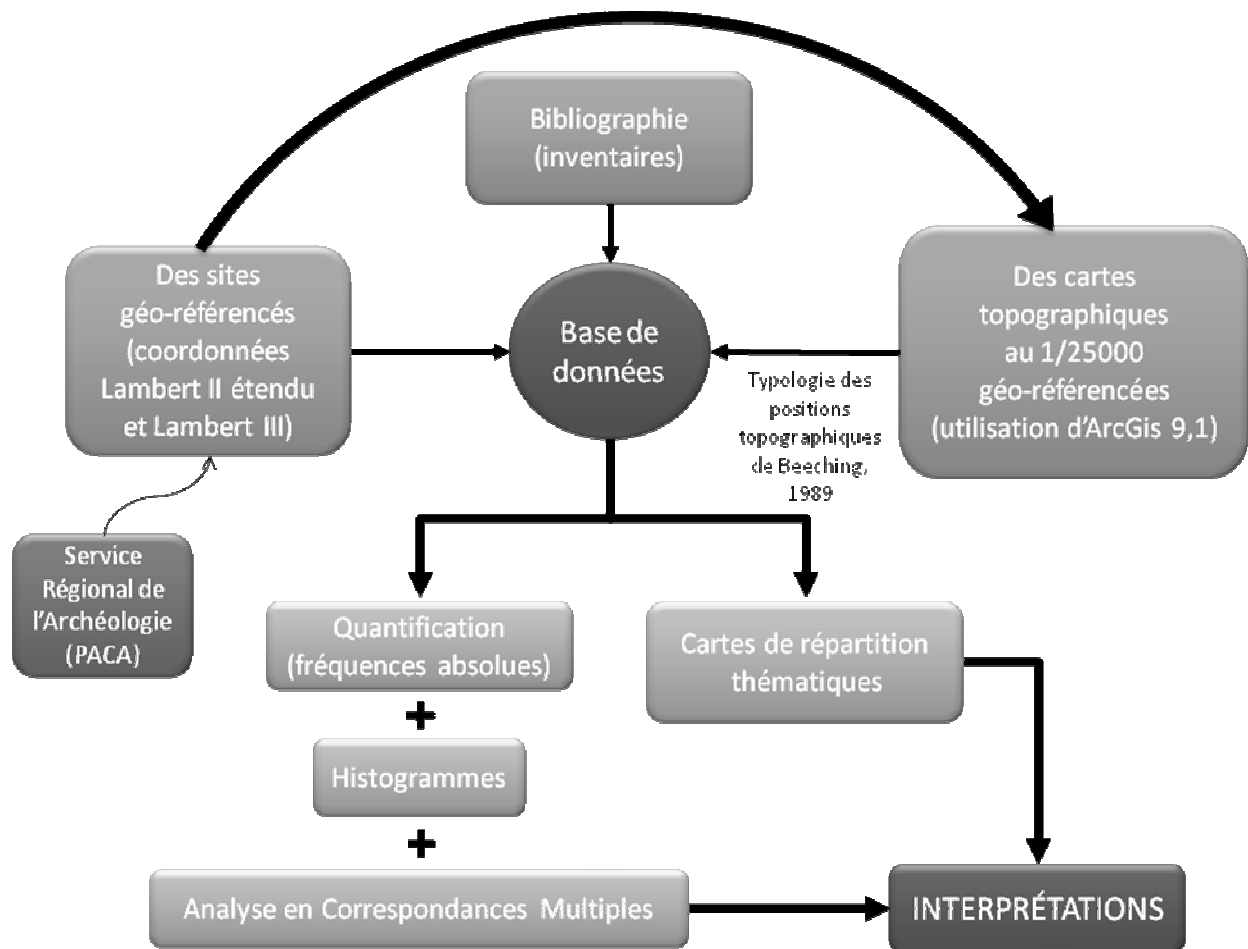 Bibliographie
(inventaires)
Des sites
géo-référencés
(coordonnées
Lambert II étendu
et Lambert III)
Base de
données
Des cartes
topographiques
au 1/25000
géo-référencées
(utilisation d'ArcGis 9,1)
Typologie des
positions
topographiques
de Beeching,
1989
Service
Régional de
l'Archéologie
(PACA)
Quantification
(fréquences absolues)
+
Histogrammes
+
Analyse en Correspondances Multiples
Cartes de répartition
thématiques
INTERPRÉTATIONS